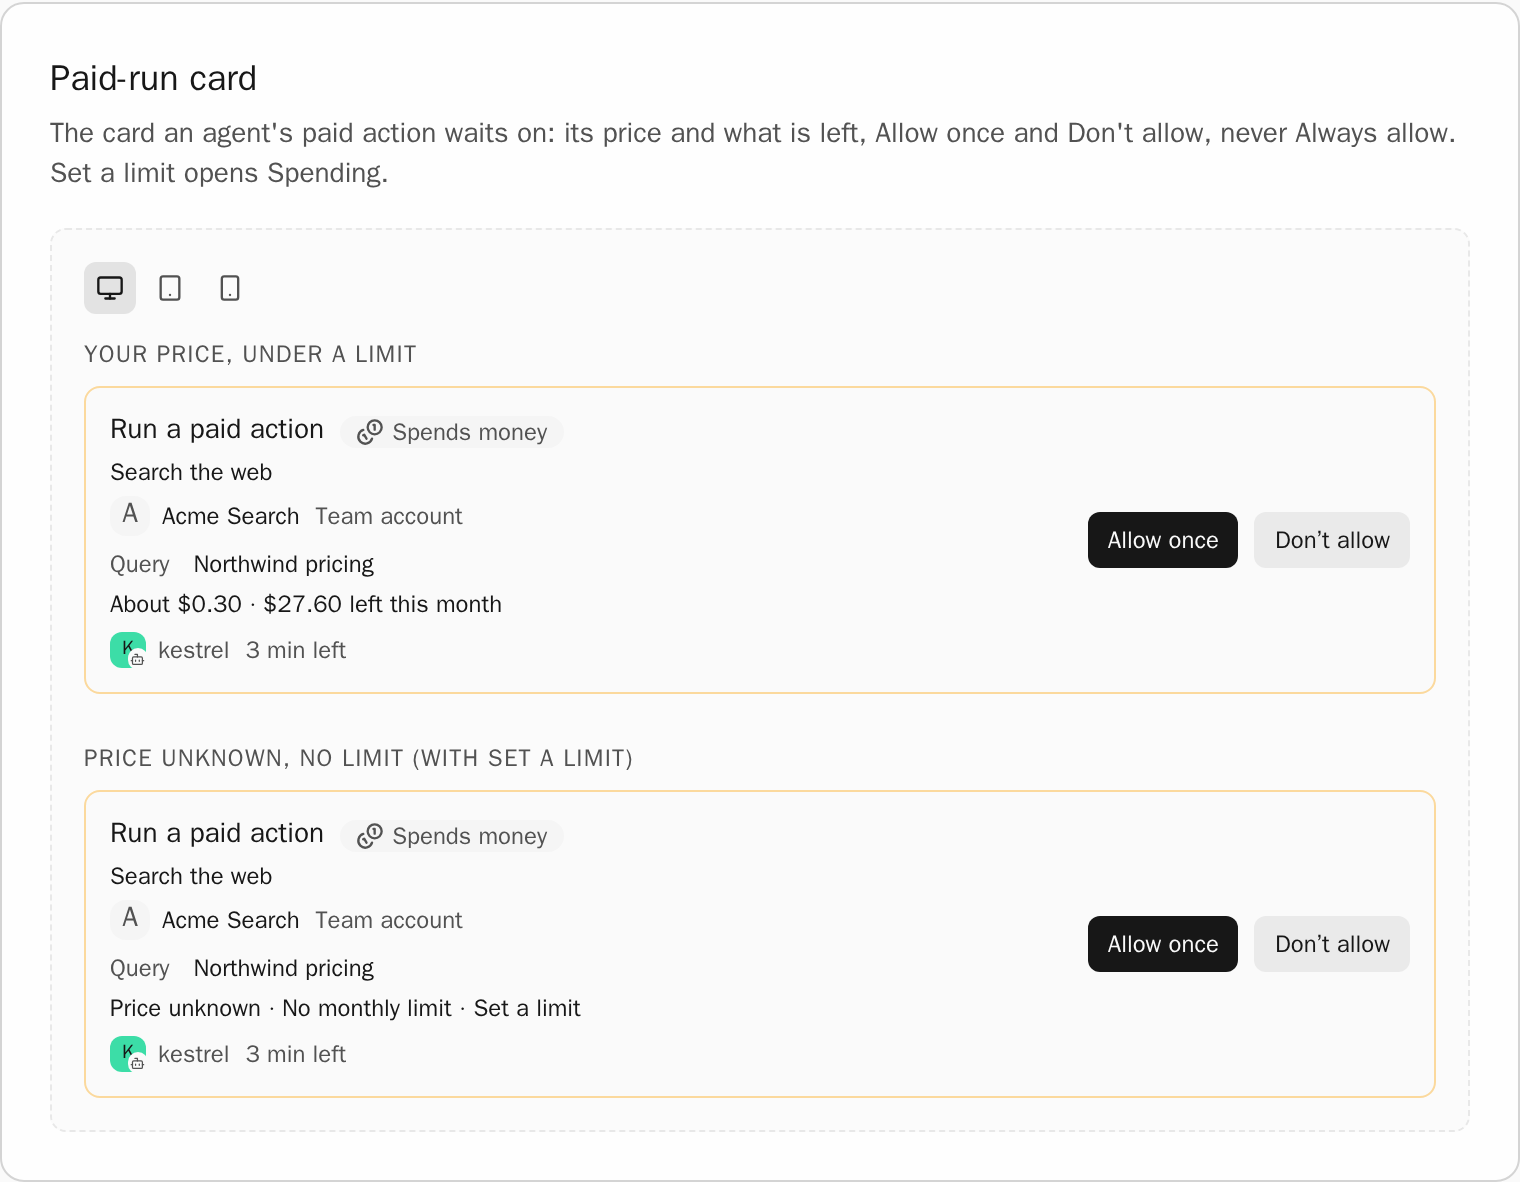 Paid-run card
The card an agent's paid action waits on: its price and what is left, Allow once and Don't allow, never Always allow.
Set a limit opens Spending.
YOUR PRICE, UNDER A LIMIT
Run a paid action Spends money
Search the web
A Acme Search Team account
Query Northwind pricing
About $0.30 · $27.60 left this month
K kestrel 3 min left
Allow once Don’t allow
PRICE UNKNOWN, NO LIMIT (WITH SET A LIMIT)
Run a paid action Spends money
Search the web
A Acme Search Team account
Query Northwind pricing
Price unknown · No monthly limit · Set a limit
K kestrel 3 min left
Allow once Don’t allow